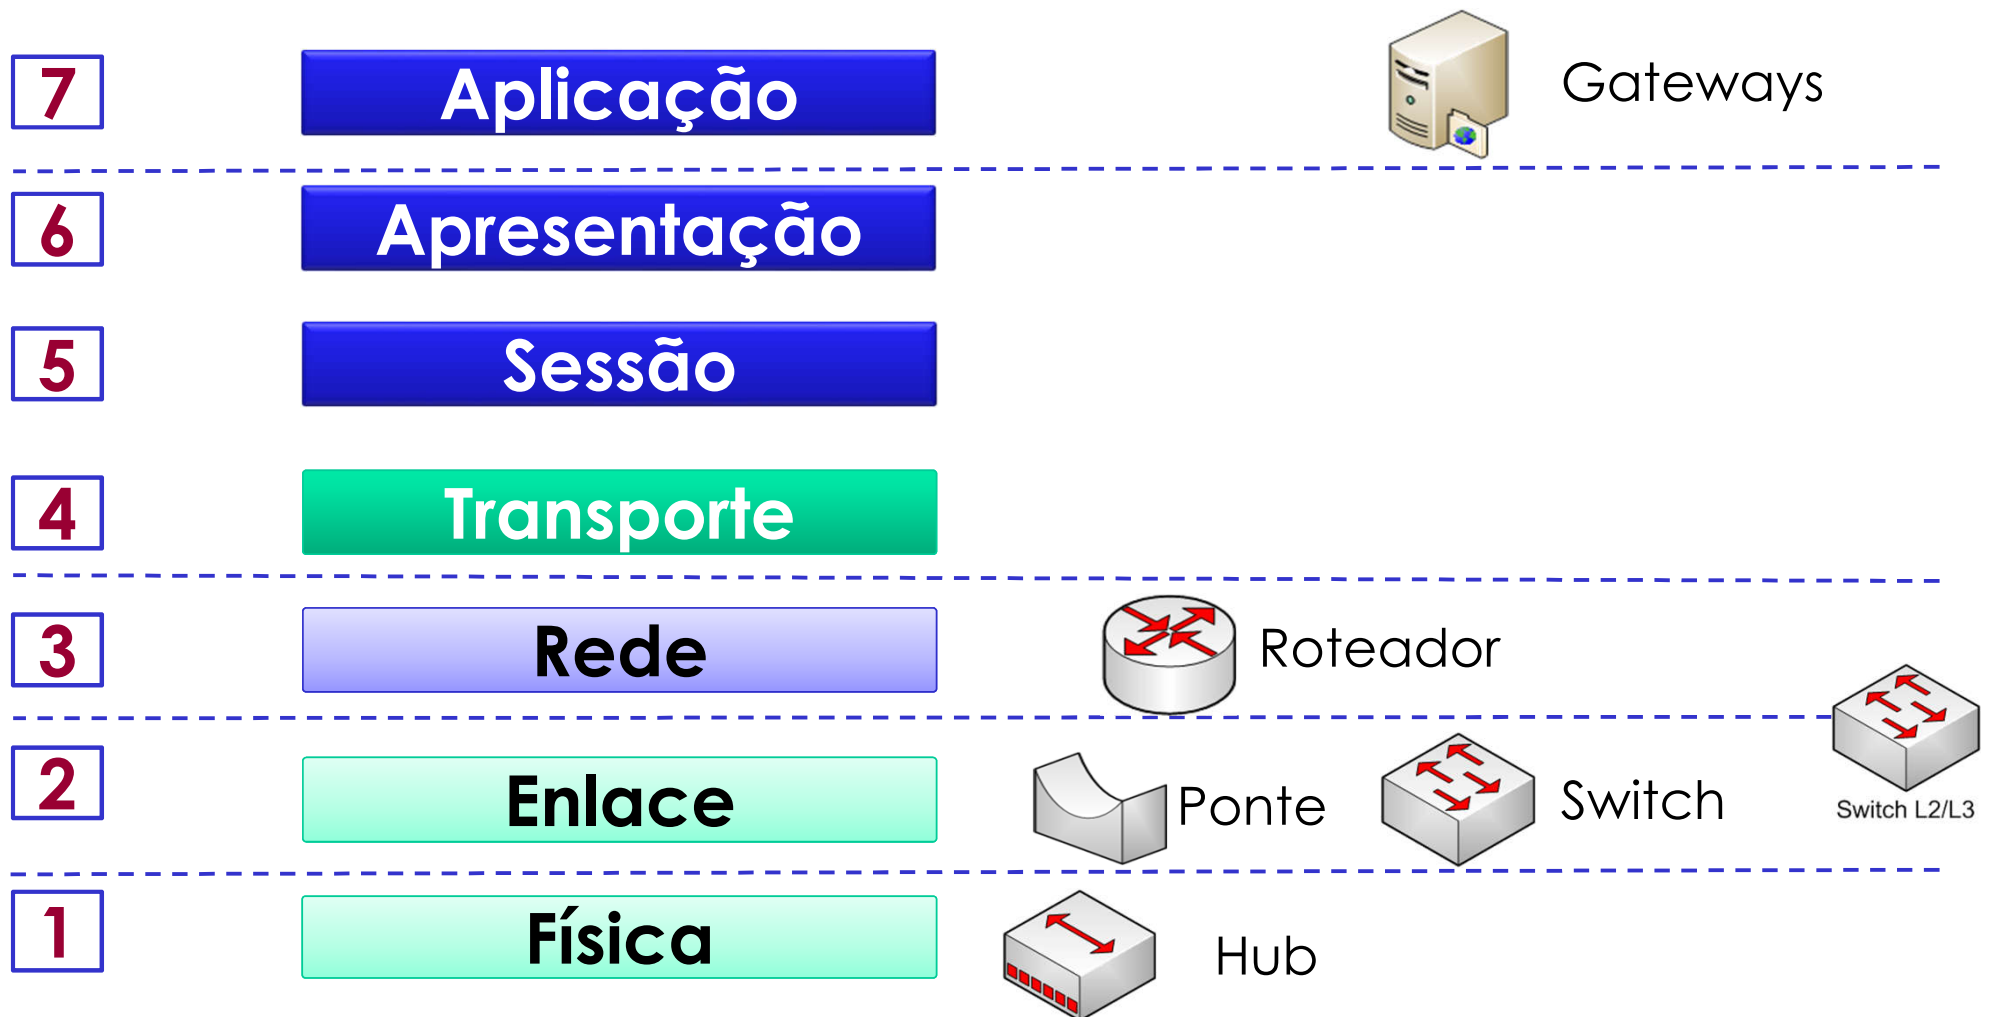 7
Aplicação
Gateways
6
Apresentação
5
Sessão
4
Transporte
3
Rede
Roteador
2
Enlace
Ponte
Switch
Switch L2/L3
1
Física
Hub